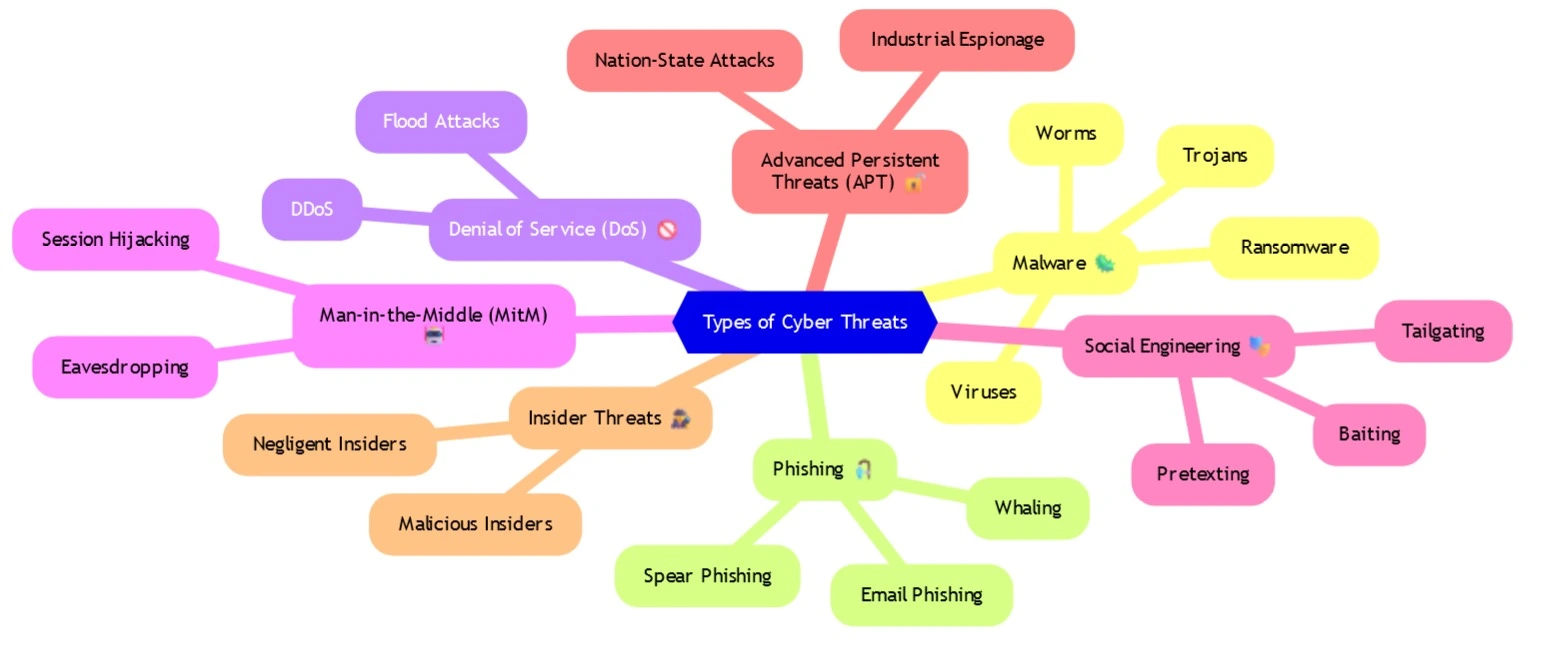 Types of Cyber Threats
Advanced Persistent
Threats (APT) 🔓
Nation-State Attacks
Industrial Espionage
Malware 🦠
Worms
Trojans
Ransomware
Viruses
Social Engineering 🎭
Tailgating
Baiting
Pretexting
Phishing 🎣
Whaling
Email Phishing
Spear Phishing
Insider Threats 🕵️
Malicious Insiders
Negligent Insiders
Man-in-the-Middle (MitM)
Eavesdropping
Session Hijacking
Denial of Service (DoS) 🚫
DDoS
Flood Attacks